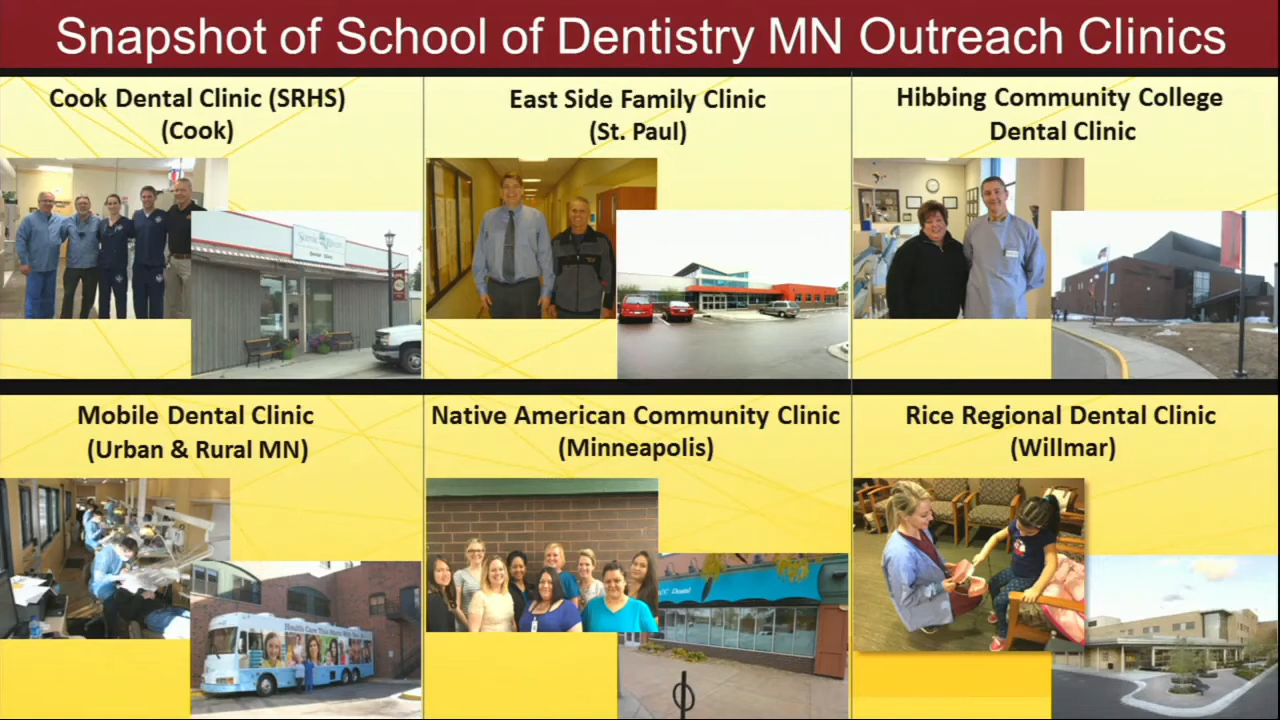 Snapshot of School of Dentistry MN Outreach Clinics
Cook Dental Clinic (SRHS)
(Cook)
East Side Family Clinic
(St. Paul)
Hibbing Community College
Dental Clinic
Mobile Dental Clinic
(Urban & Rural MN)
Native American Community Clinic
(Minneapolis)
Rice Regional Dental Clinic
(Willmar)
Dental